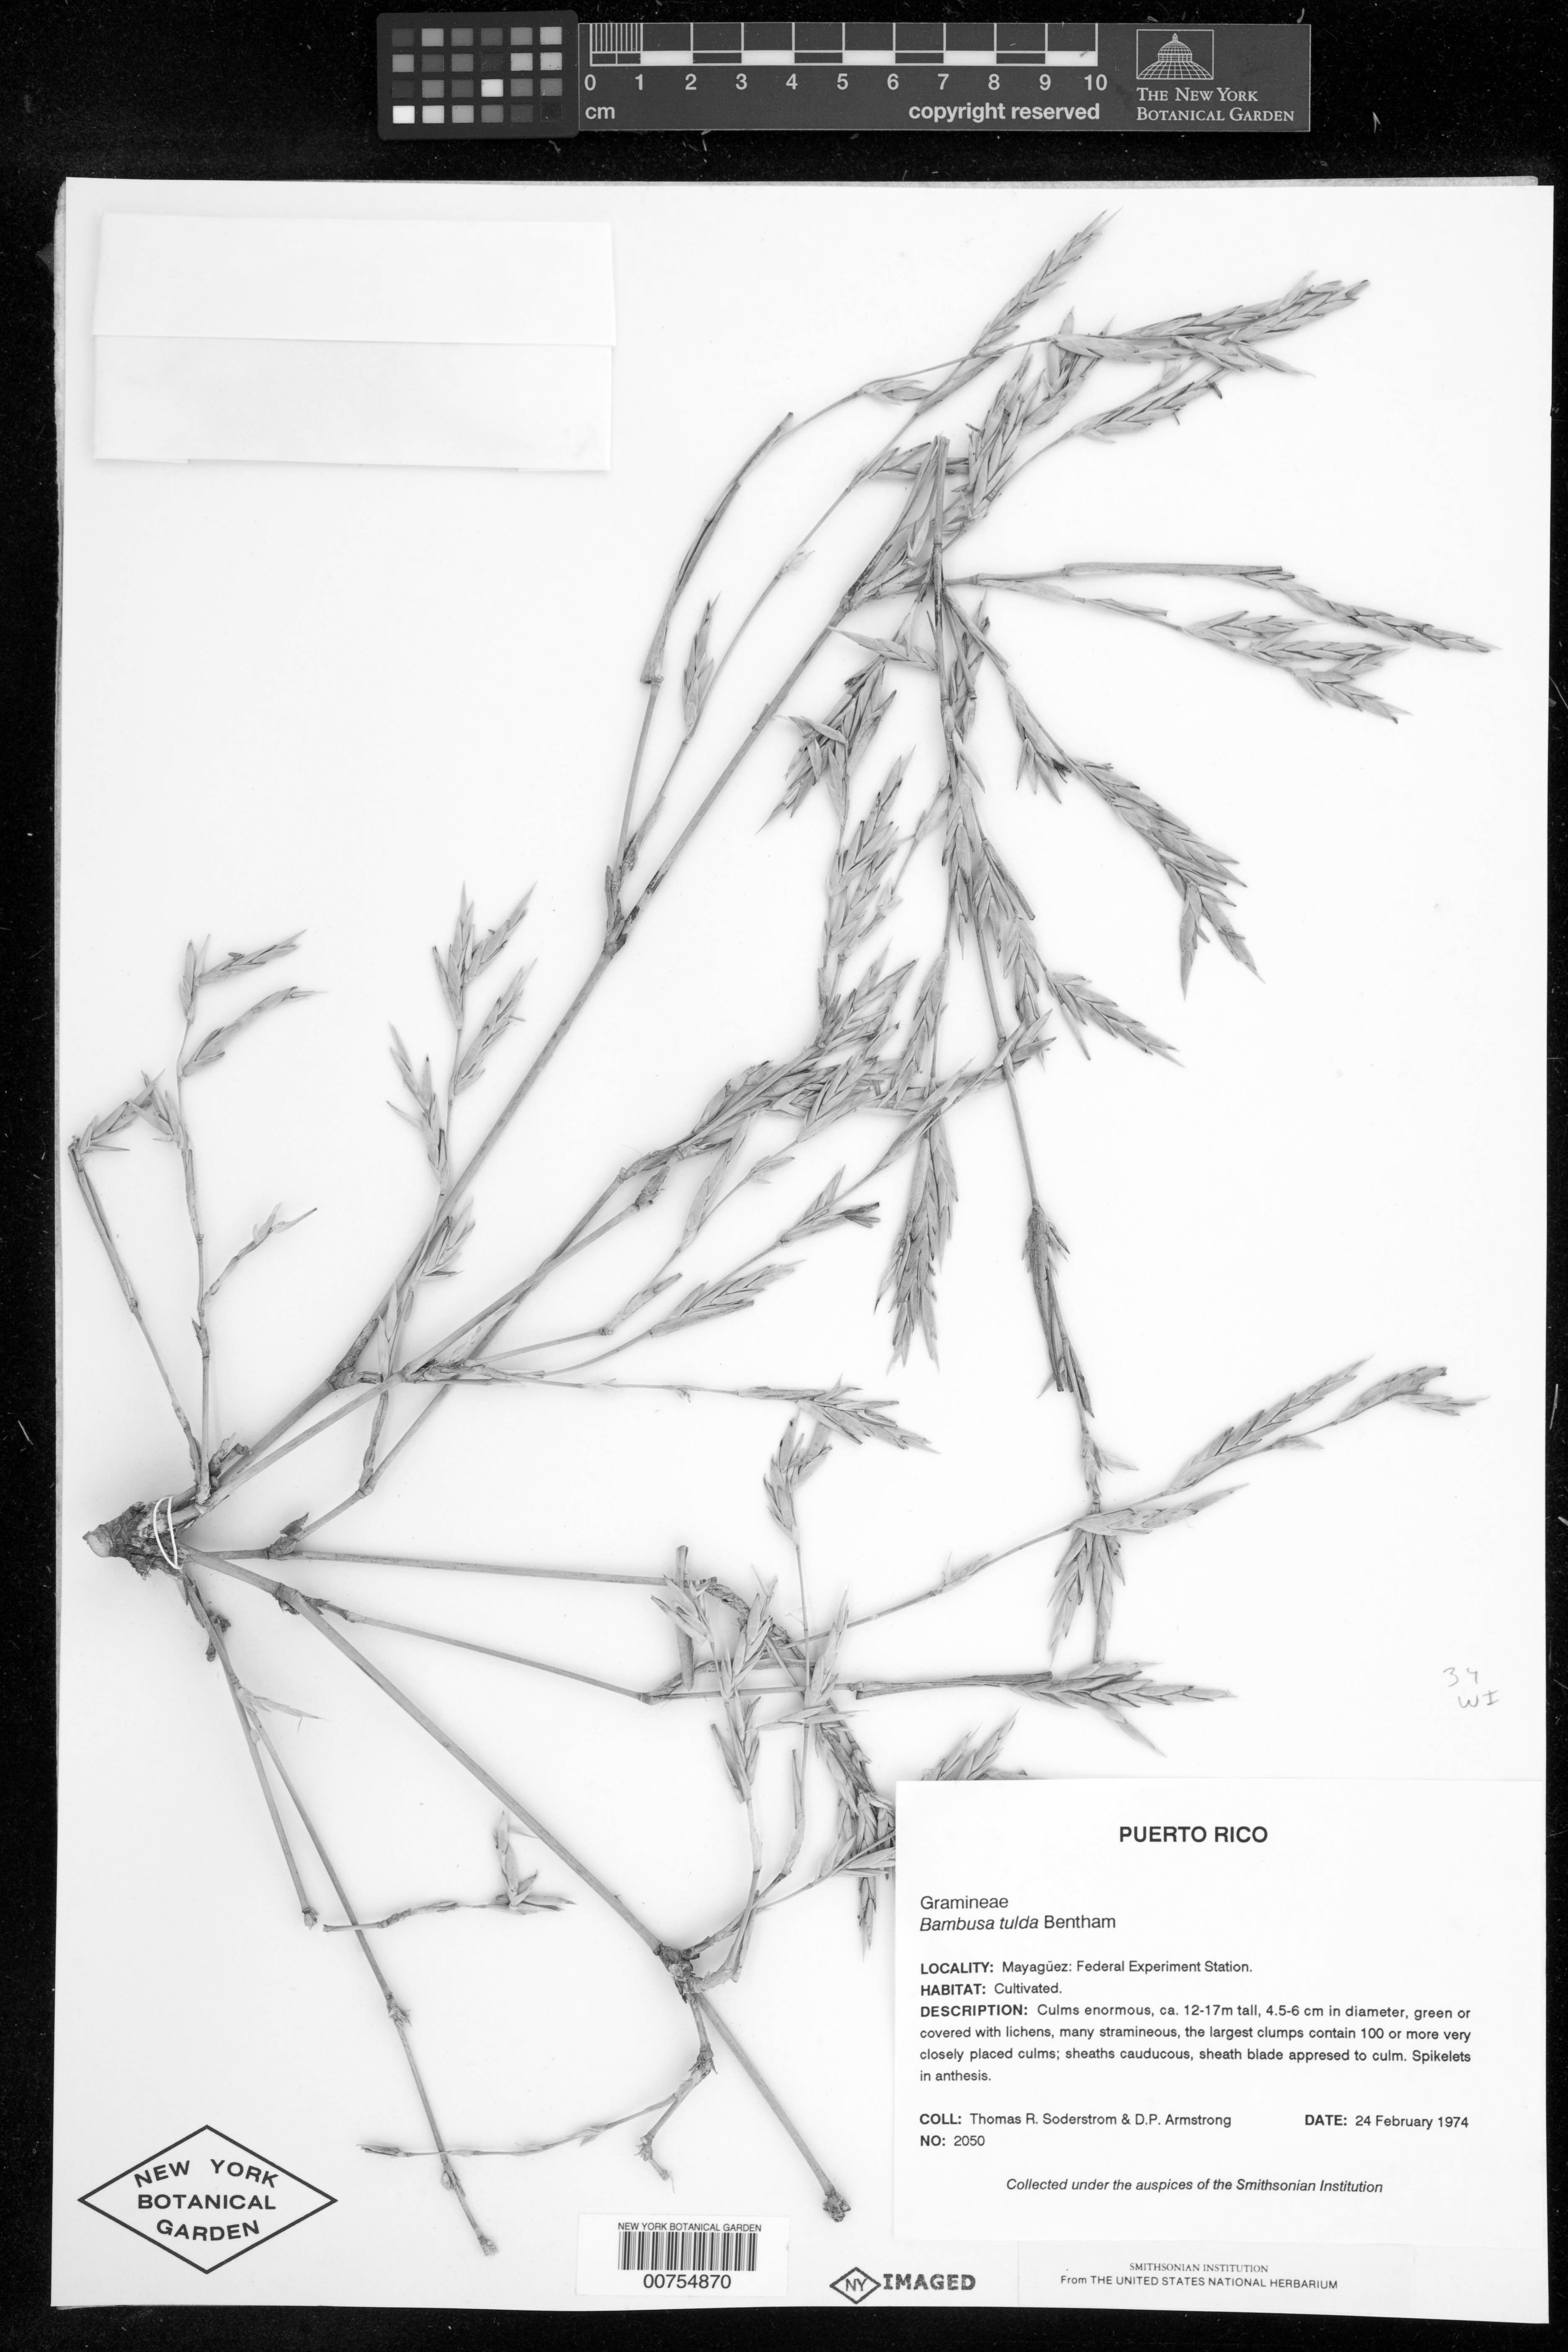 0 1 2 3 4 5 6 7 8 9 10
cm copyright reserved
THE NEW YORK
BOTANICAL GARDEN
34
WI
PUERTO RICO
Gramineae
Bambusa tulda Bentham
LOCALITY: Mayagüez: Federal Experiment Station.
HABITAT: Cultivated.
DESCRIPTION: Culms enormous, ca. 12-17m tall, 4.5-6 cm in diameter, green or
covered with lichens, many stramineous, the largest clumps contain 100 or more very
closely placed culms; sheaths cauducous, sheath blade appresed to culm. Spikelets
in anthesis.
COLL: Thomas R. Soderstrom & D.P. Armstrong DATE: 24 February 1974
NO: 2050
Collected under the auspices of the Smithsonian Institution
NEW YORK
BOTANICAL
GARDEN
NEW YORK BOTANICAL GARDEN
00754870
NY IMAGED
SMITHSONIAN INSTITUTION
From THE UNITED STATES NATIONAL HERBARIUM